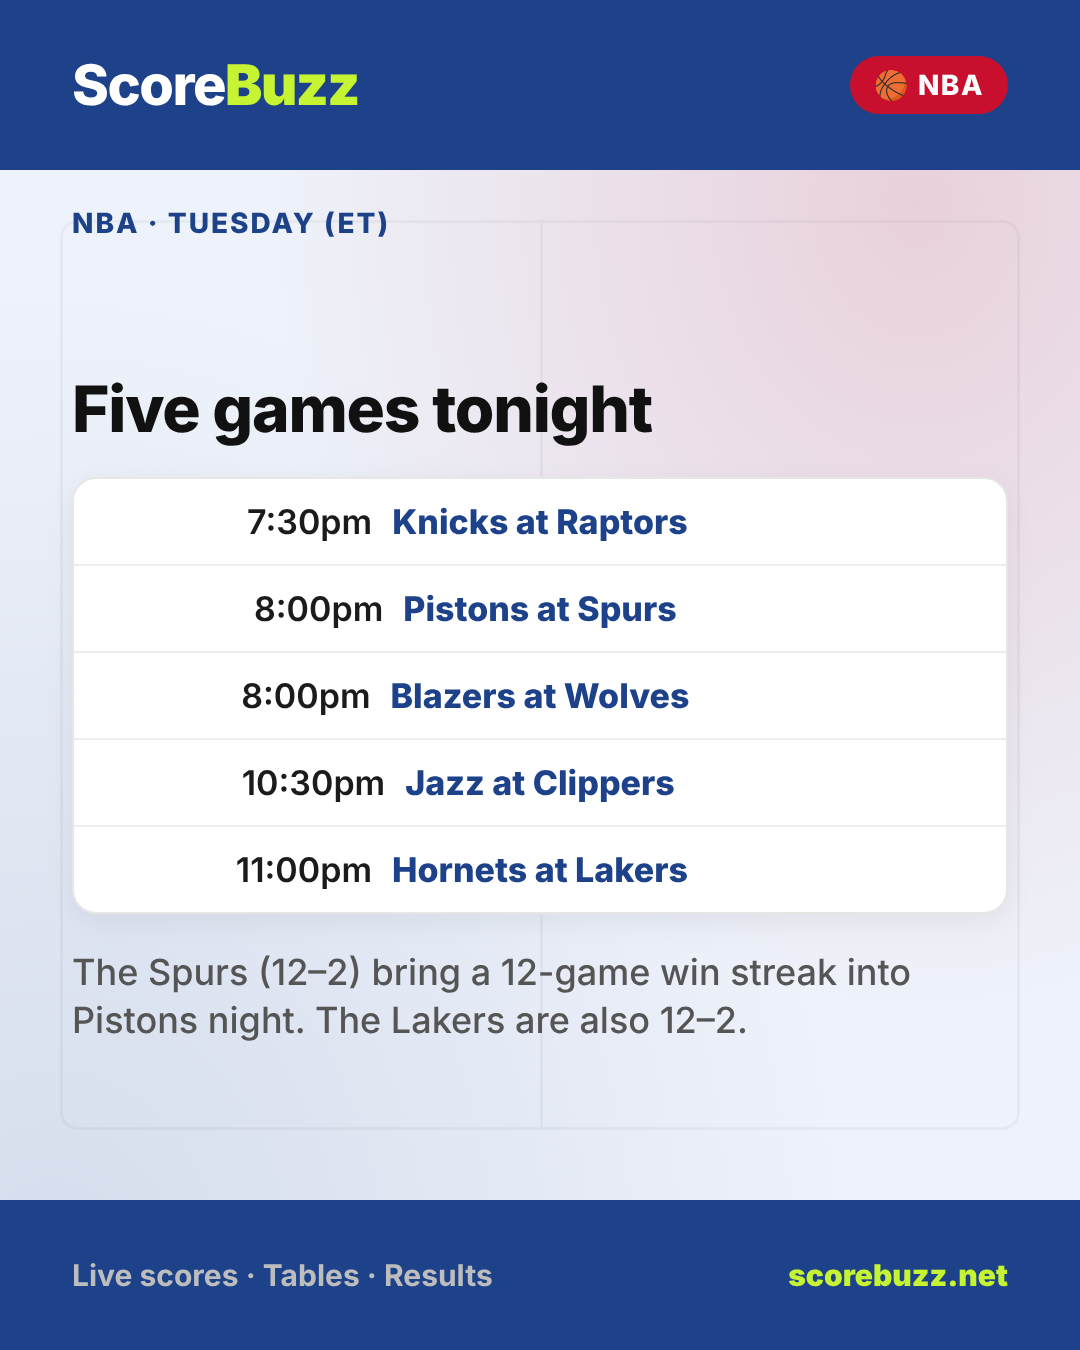 ScoreBuzz
🏀 NBA
NBA · TUESDAY (ET)
Five games tonight
7:30pm Knicks at Raptors
8:00pm Pistons at Spurs
8:00pm Blazers at Wolves
10:30pm Jazz at Clippers
11:00pm Hornets at Lakers
The Spurs (12–2) bring a 12-game win streak into
Pistons night. The Lakers are also 12–2.
Live scores · Tables · Results
scorebuzz.net